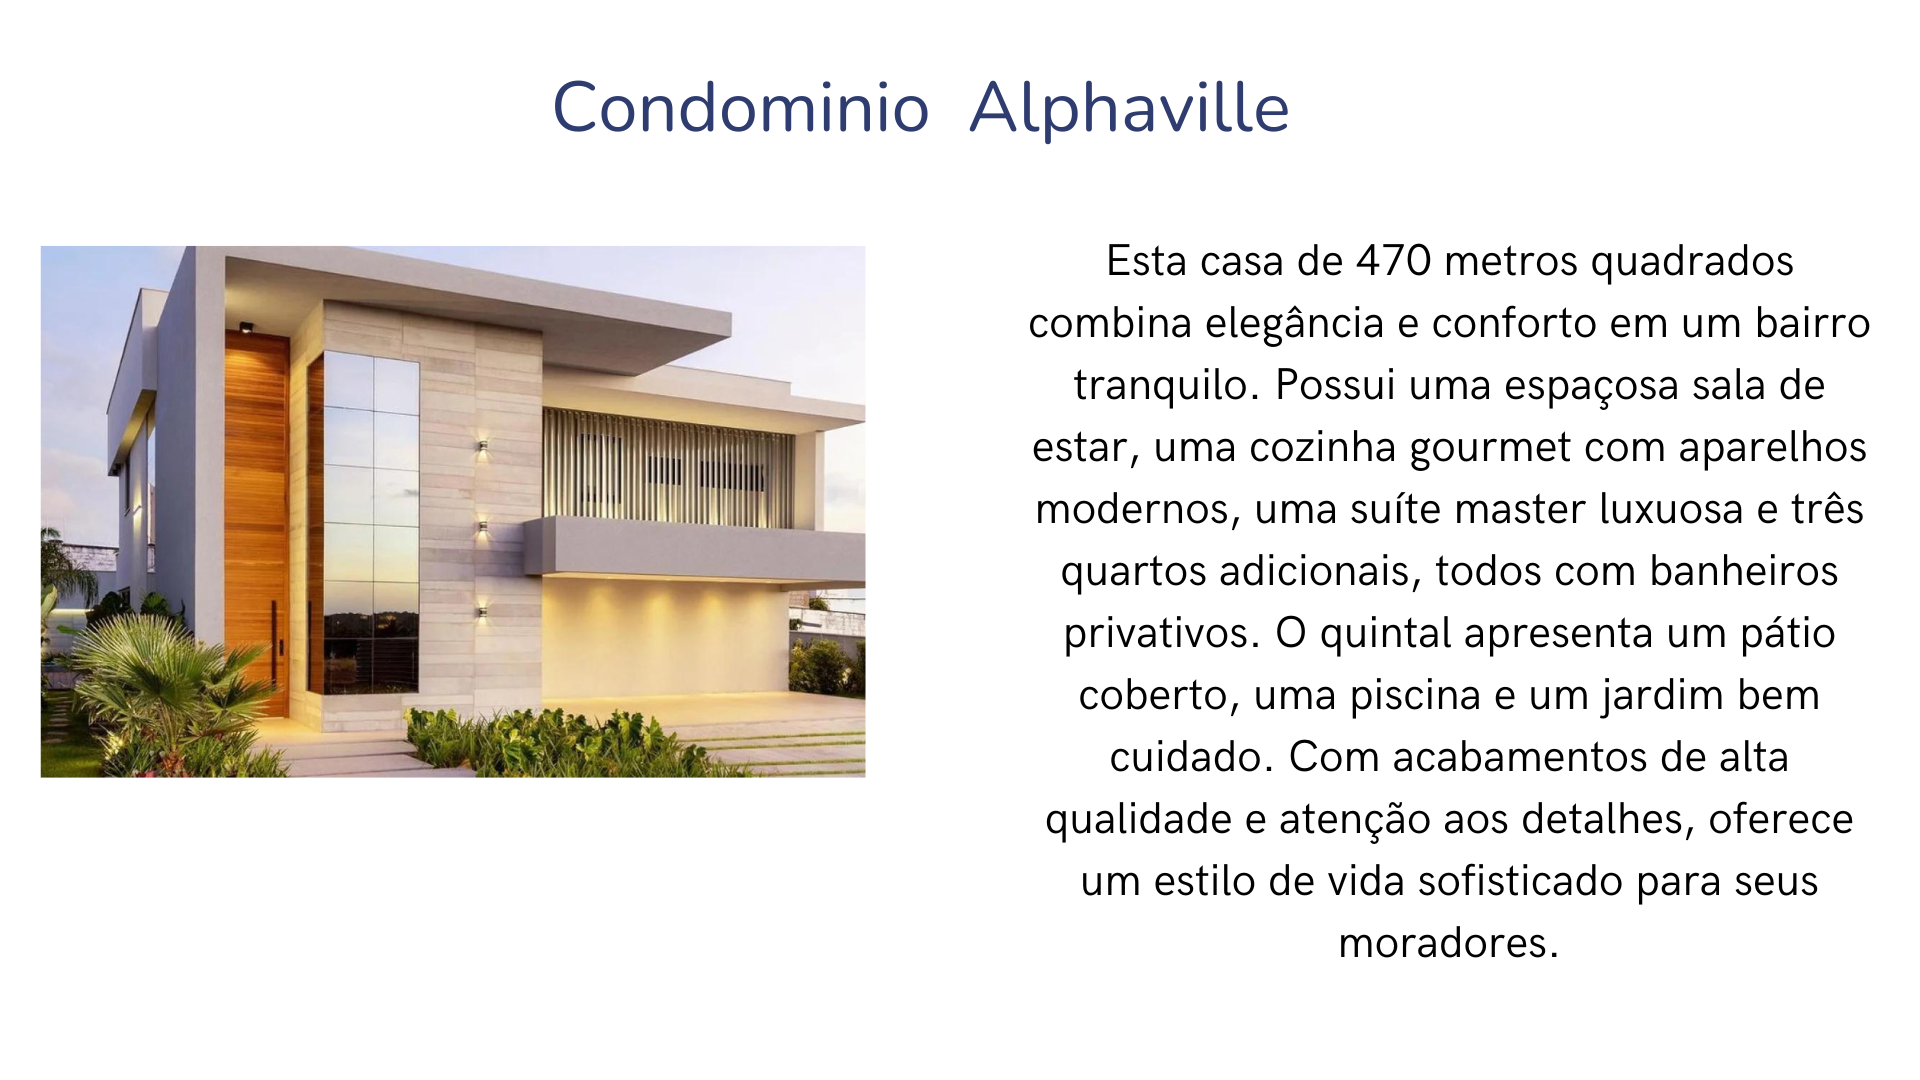 Condominio Alphaville
Esta casa de 470 metros quadrados
combina elegância e conforto em um bairro
tranquilo. Possui uma espaçosa sala de
estar, uma cozinha gourmet com aparelhos
modernos, uma suíte master luxuosa e três
quartos adicionais, todos com banheiros
privativos. O quintal apresenta um pátio
coberto, uma piscina e um jardim bem
cuidado. Com acabamentos de alta
qualidade e atenção aos detalhes, oferece
um estilo de vida sofisticado para seus
moradores.